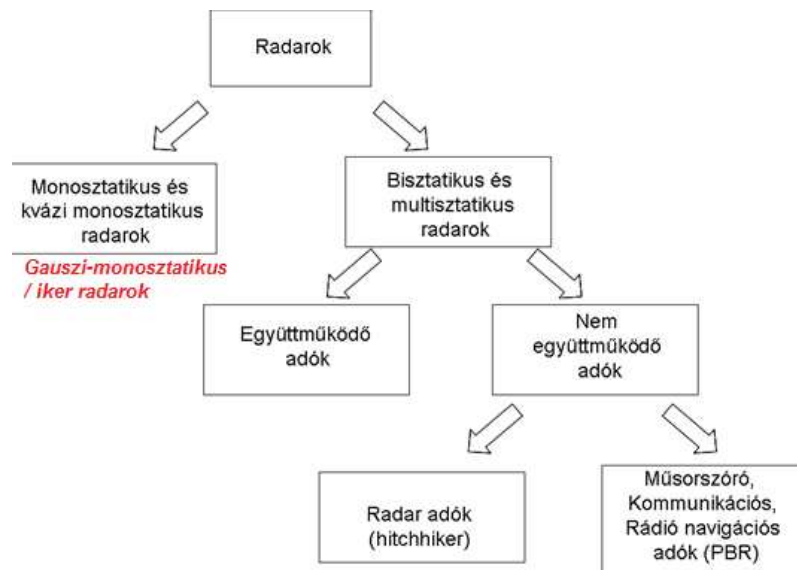 Radarok
Monosztatikus és
kvázi monosztatikus
radarok
Bisztatikus és
multisztatikus
radarok
Gauszi-monosztatikus
/ iker radarok
Együttműködő
adók
Nem
együttműködő
adók
Radar adók
(hitchhiker)
Műsorszóró,
Kommunikációs,
Rádió navigációs
adók (PBR)